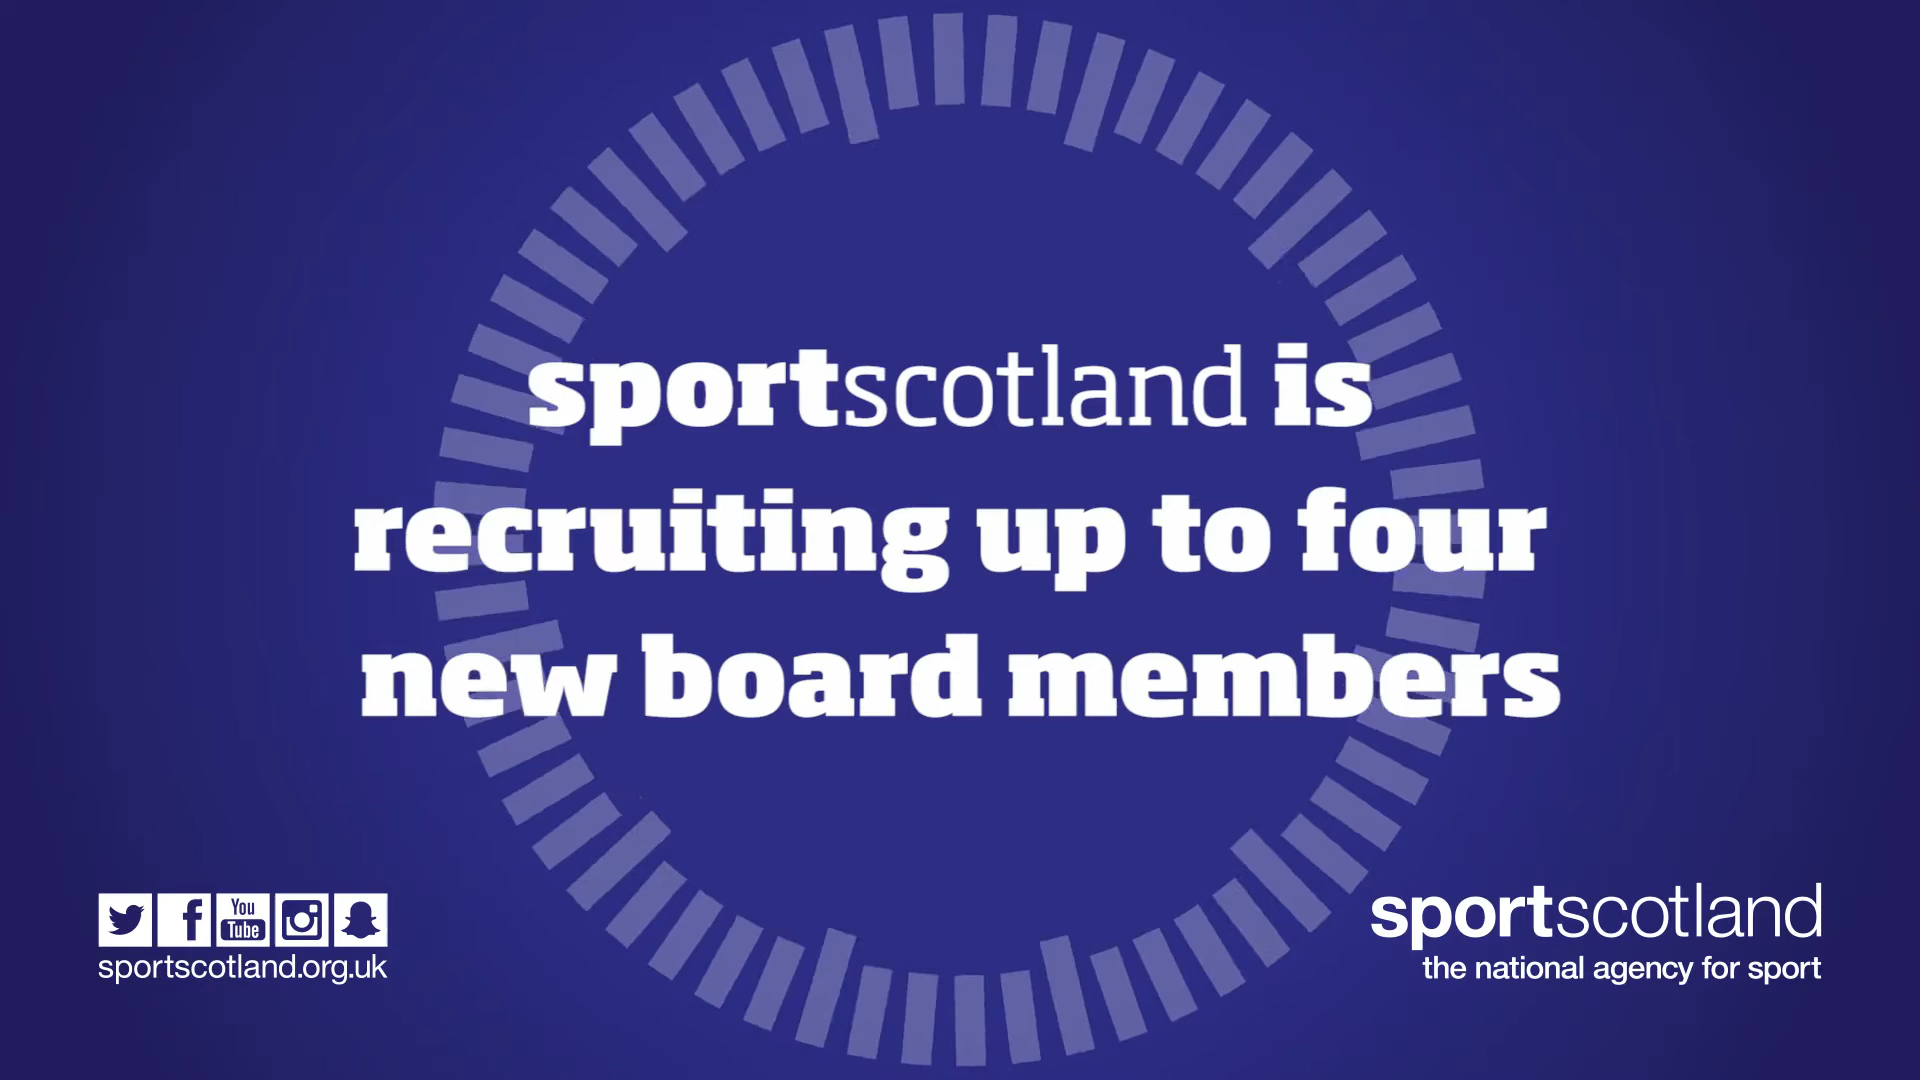 sportscotland is
recruiting up to four
new board members
You
Tube
sportscotland.org.uk
sportscotland
the national agency for sport